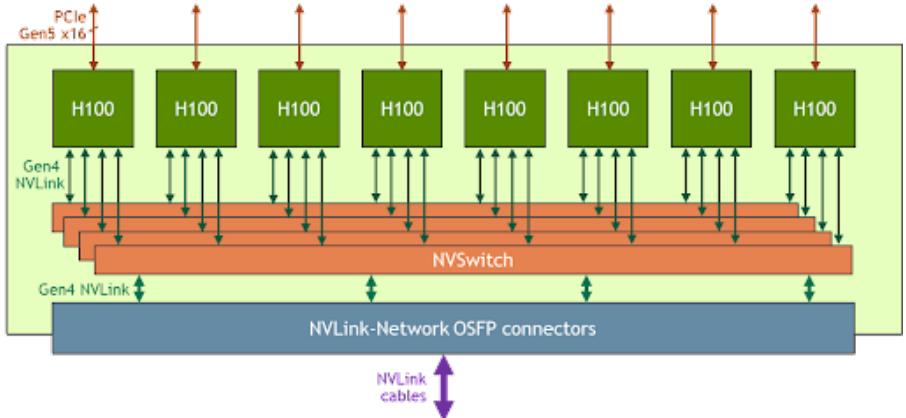 PCIe
Gen5 x16
H100 H100 H100 H100 H100 H100 H100 H100
Gen4
NVLink
NVSwitch
Gen4 NVLink
NVLink-Network OSFP connectors
NVLink
cables